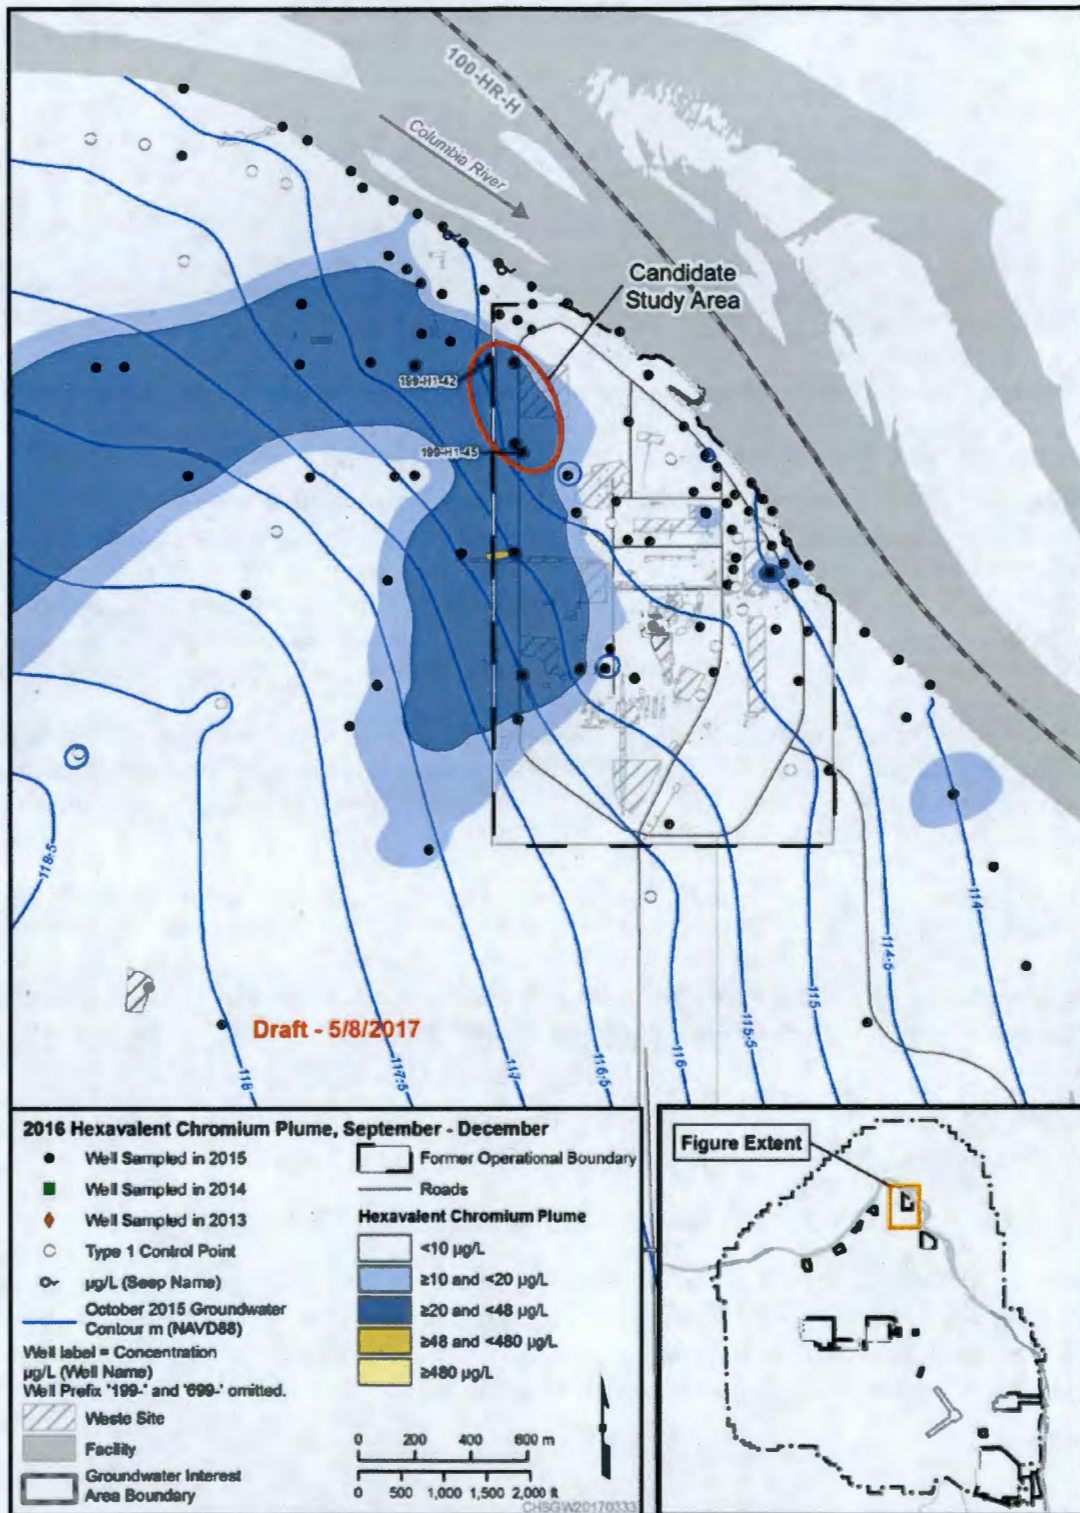 100-HR-H
Columbia River
Candidate
Study Area
199-H1-42
199-H1-45
118.5
114
114.5
115
115.5
116
116.5
117
117.5
118
Draft - 5/8/2017
2016 Hexavalent Chromium Plume, September - December
Well Sampled in 2015
Well Sampled in 2014
Well Sampled in 2013
Type 1 Control Point
µg/L (Seep Name)
October 2015 Groundwater
Contour m (NAVD88)
Well label = Concentration
µg/L (Well Name)
Well Prefix '199-' and '699-' omitted.
Waste Site
Facility
Groundwater Interest
Area Boundary
Former Operational Boundary
Roads
Hexavalent Chromium Plume
<10 µg/L
≥10 and <20 µg/L
≥20 and <48 µg/L
≥48 and <480 µg/L
≥480 µg/L
0 200 400 600 m
0 500 1,000 1,500 2,000 ft
CHSGW20170333
Figure Extent